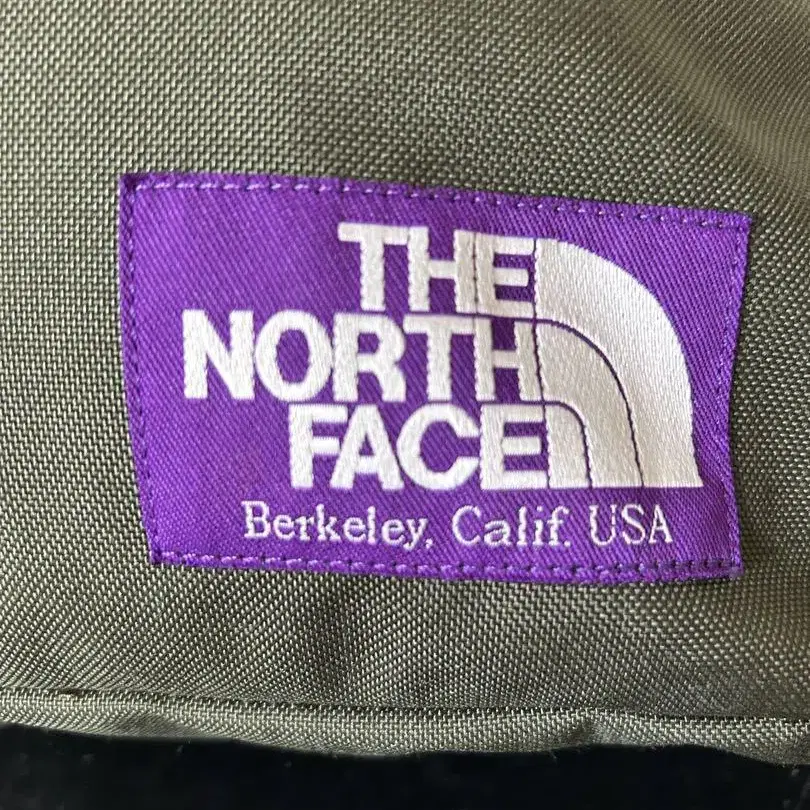 THE
NORTH
FACE
Berkeley, Calif. USA